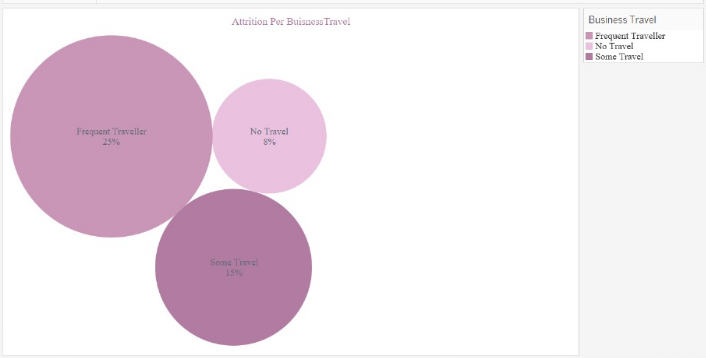 Attrition Per BuisnessTravel
Frequent Traveller
25%
No Travel
8%
Some Travel
15%
Business Travel
Frequent Traveller
No Travel
Some Travel